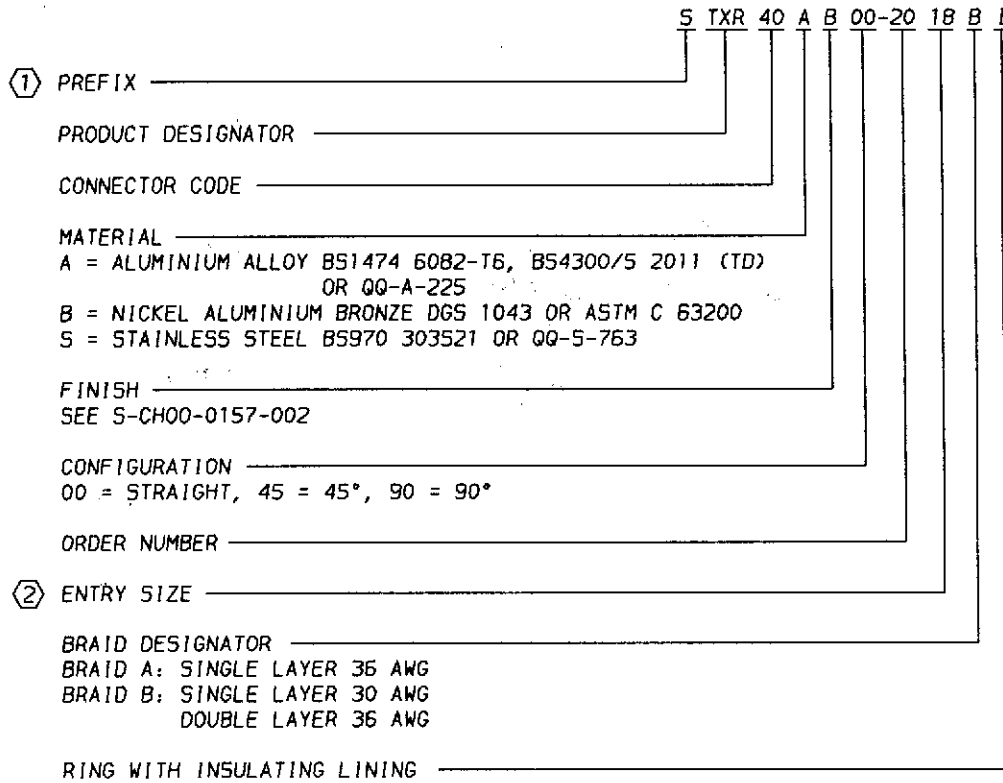 S TXR 40 A B 00-20 18 B
1 PREFIX
PRODUCT DESIGNATOR
CONNECTOR CODE
MATERIAL
A = ALUMINIUM ALLOY BS1474 6082-T6, BS4300/5 2011 (TD)
OR QQ-A-225
B = NICKEL ALUMINIUM BRONZE DGS 1043 OR ASTM C 63200
S = STAINLESS STEEL BS970 303S21 OR QQ-S-763
FINISH
SEE S-CH00-0157-002
CONFIGURATION
00 = STRAIGHT, 45 = 45°, 90 = 90°
ORDER NUMBER
2 ENTRY SIZE
BRAID DESIGNATOR
BRAID A: SINGLE LAYER 36 AWG
BRAID B: SINGLE LAYER 30 AWG
DOUBLE LAYER 36 AWG
RING WITH INSULATING LINING